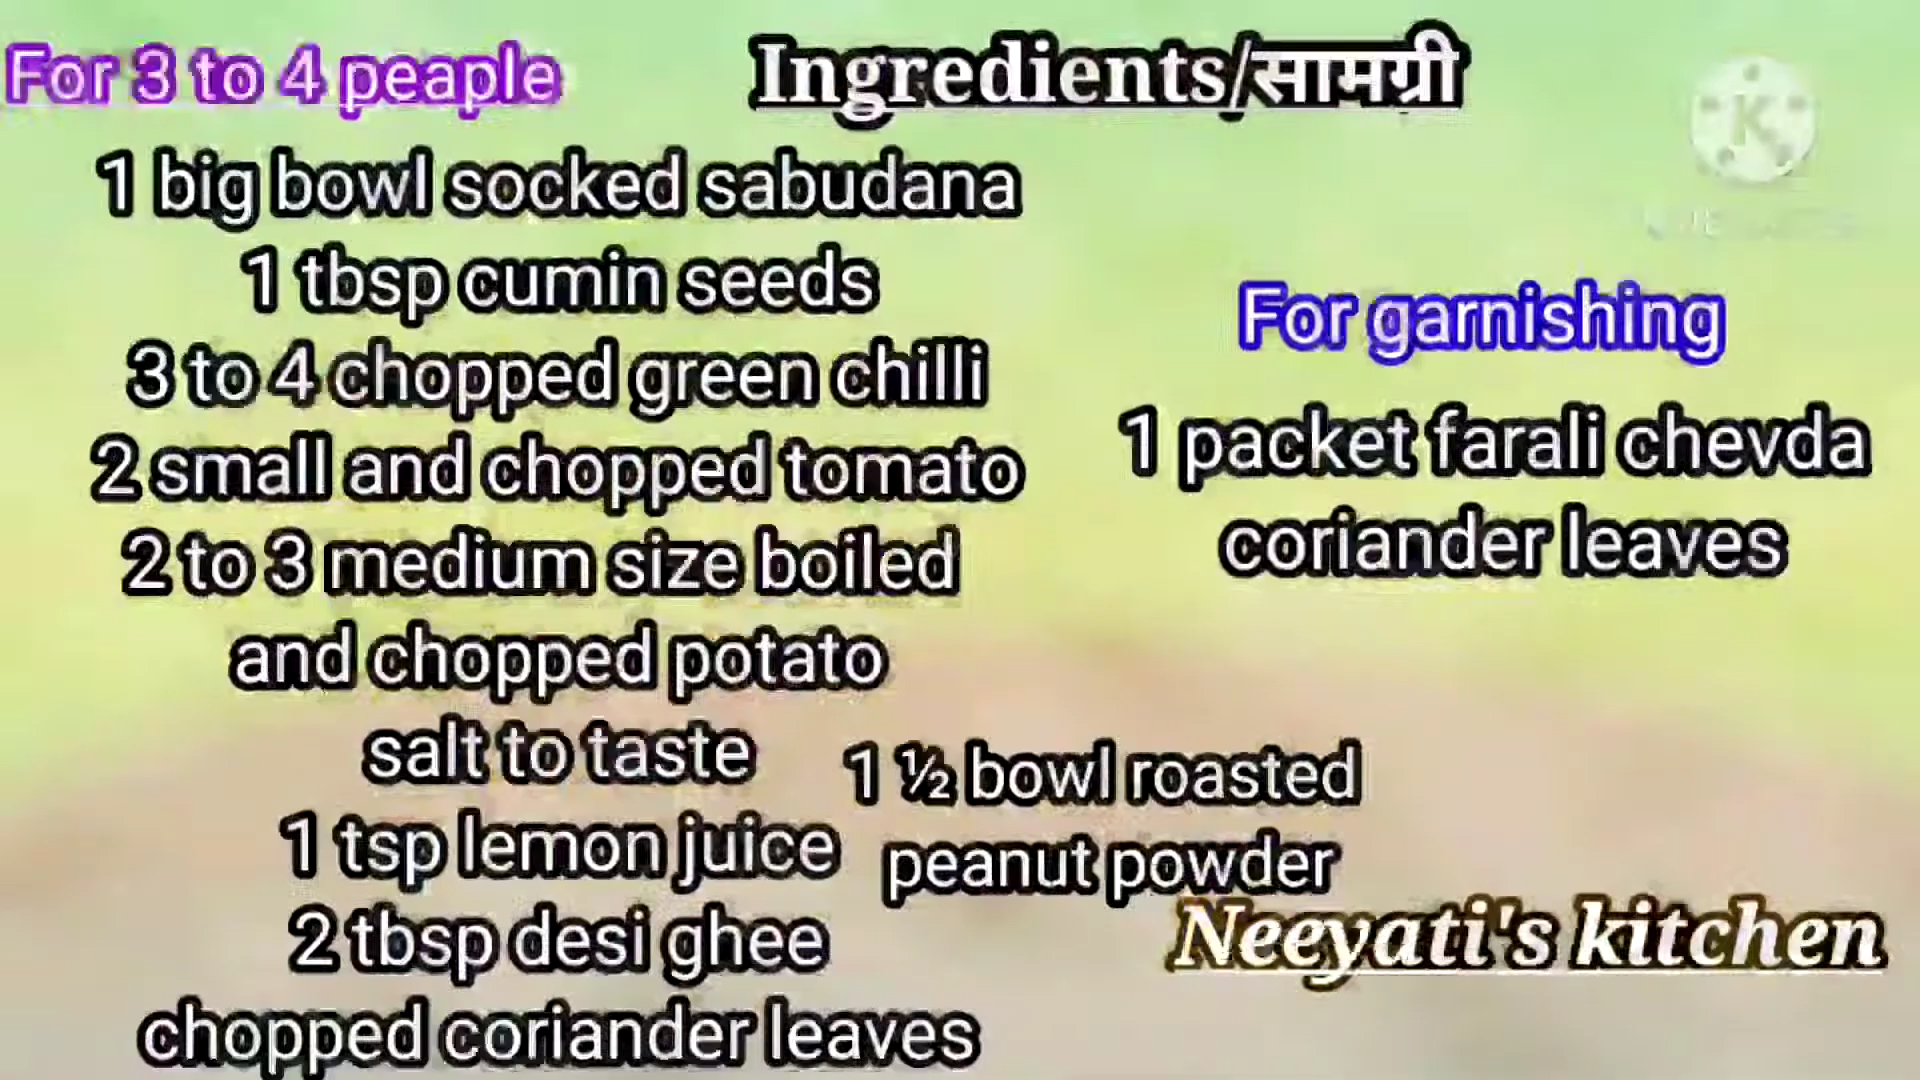 For 3 to 4 peaple
Ingredients/सामग्री
1 big bowl socked sabudana
1 tbsp cumin seeds
3 to 4 chopped green chilli
2 small and chopped tomato
2 to 3 medium size boiled
and chopped potato
salt to taste
1 tsp lemon juice
2 tbsp desi ghee
chopped coriander leaves
1 ½ bowl roasted
peanut powder
For garnishing
1 packet farali chevda
coriander leaves
Neeyati's kitchen
K